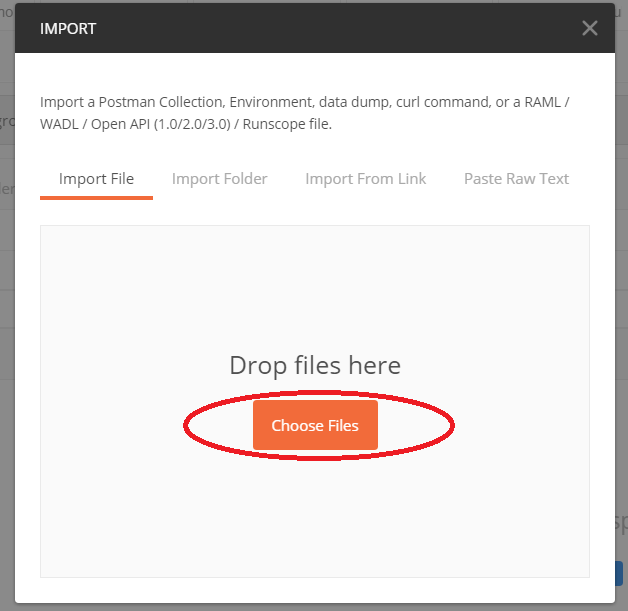 IMPORT
Import a Postman Collection, Environment, data dump, curl command, or a RAML /
WADL / Open API (1.0/2.0/3.0) / Runscope file.
Import File Import Folder Import From Link Paste Raw Text
Drop files here
Choose Files